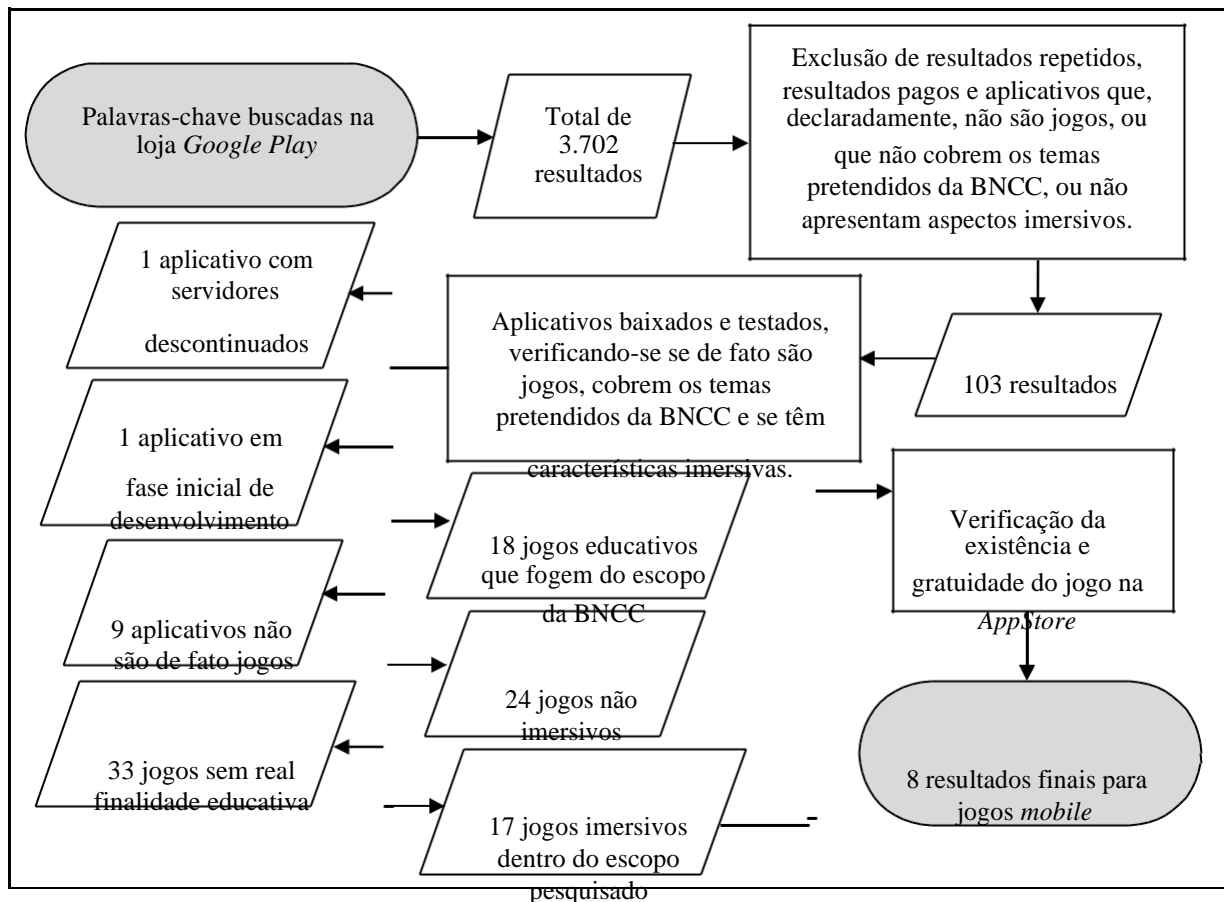 Palavras-chave buscadas na
loja Google Play
Total de
3.702
resultados
Exclusão de resultados repetidos,
resultados pagos e aplicativos que,
declaradamente, não são jogos, ou
que não cobrem os temas
pretendidos da BNCC, ou não
apresentam aspectos imersivos.
103 resultados
Aplicativos baixados e testados,
verificando-se se de fato são
jogos, cobrem os temas
pretendidos da BNCC e se têm
características imersivas.
1 aplicativo com
servidores
descontinuados
1 aplicativo em
fase inicial de
desenvolvimento
18 jogos educativos
que fogem do escopo
da BNCC
9 aplicativos não
são de fato jogos
24 jogos não
imersivos
33 jogos sem real
finalidade educativa
17 jogos imersivos
dentro do escopo
pesquisado
Verificação da
existência e
gratuidade do jogo na
AppStore
8 resultados finais para
jogos mobile